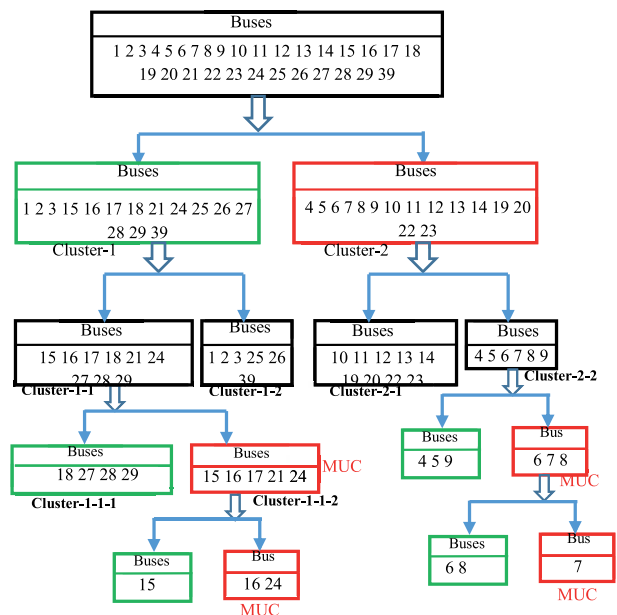 Buses
1 2 3 4 5 6 7 8 9 10 11 12 13 14 15 16 17 18
19 20 21 22 23 24 25 26 27 28 29 39
Buses
1 2 3 15 16 17 18 21 24 25 26 27
28 29 39
Cluster-1
Buses
4 5 6 7 8 9 10 11 12 13 14 19 20
22 23
Cluster-2
Buses
15 16 17 18 21 24
27 28 29
Cluster-1-1
Buses
1 2 3 25 26
39
Cluster-1-2
Buses
10 11 12 13 14
19 20 22 23
Cluster-2-1
Buses
4 5 6 7 8 9
Cluster-2-2
Buses
18 27 28 29
Cluster-1-1-1
Buses
15 16 17 21 24
MUC
Cluster-1-1-2
Buses
4 5 9
Bus
6 7 8
MUC
Buses
15
Bus
16 24
MUC
Buses
6 8
Bus
7
MUC